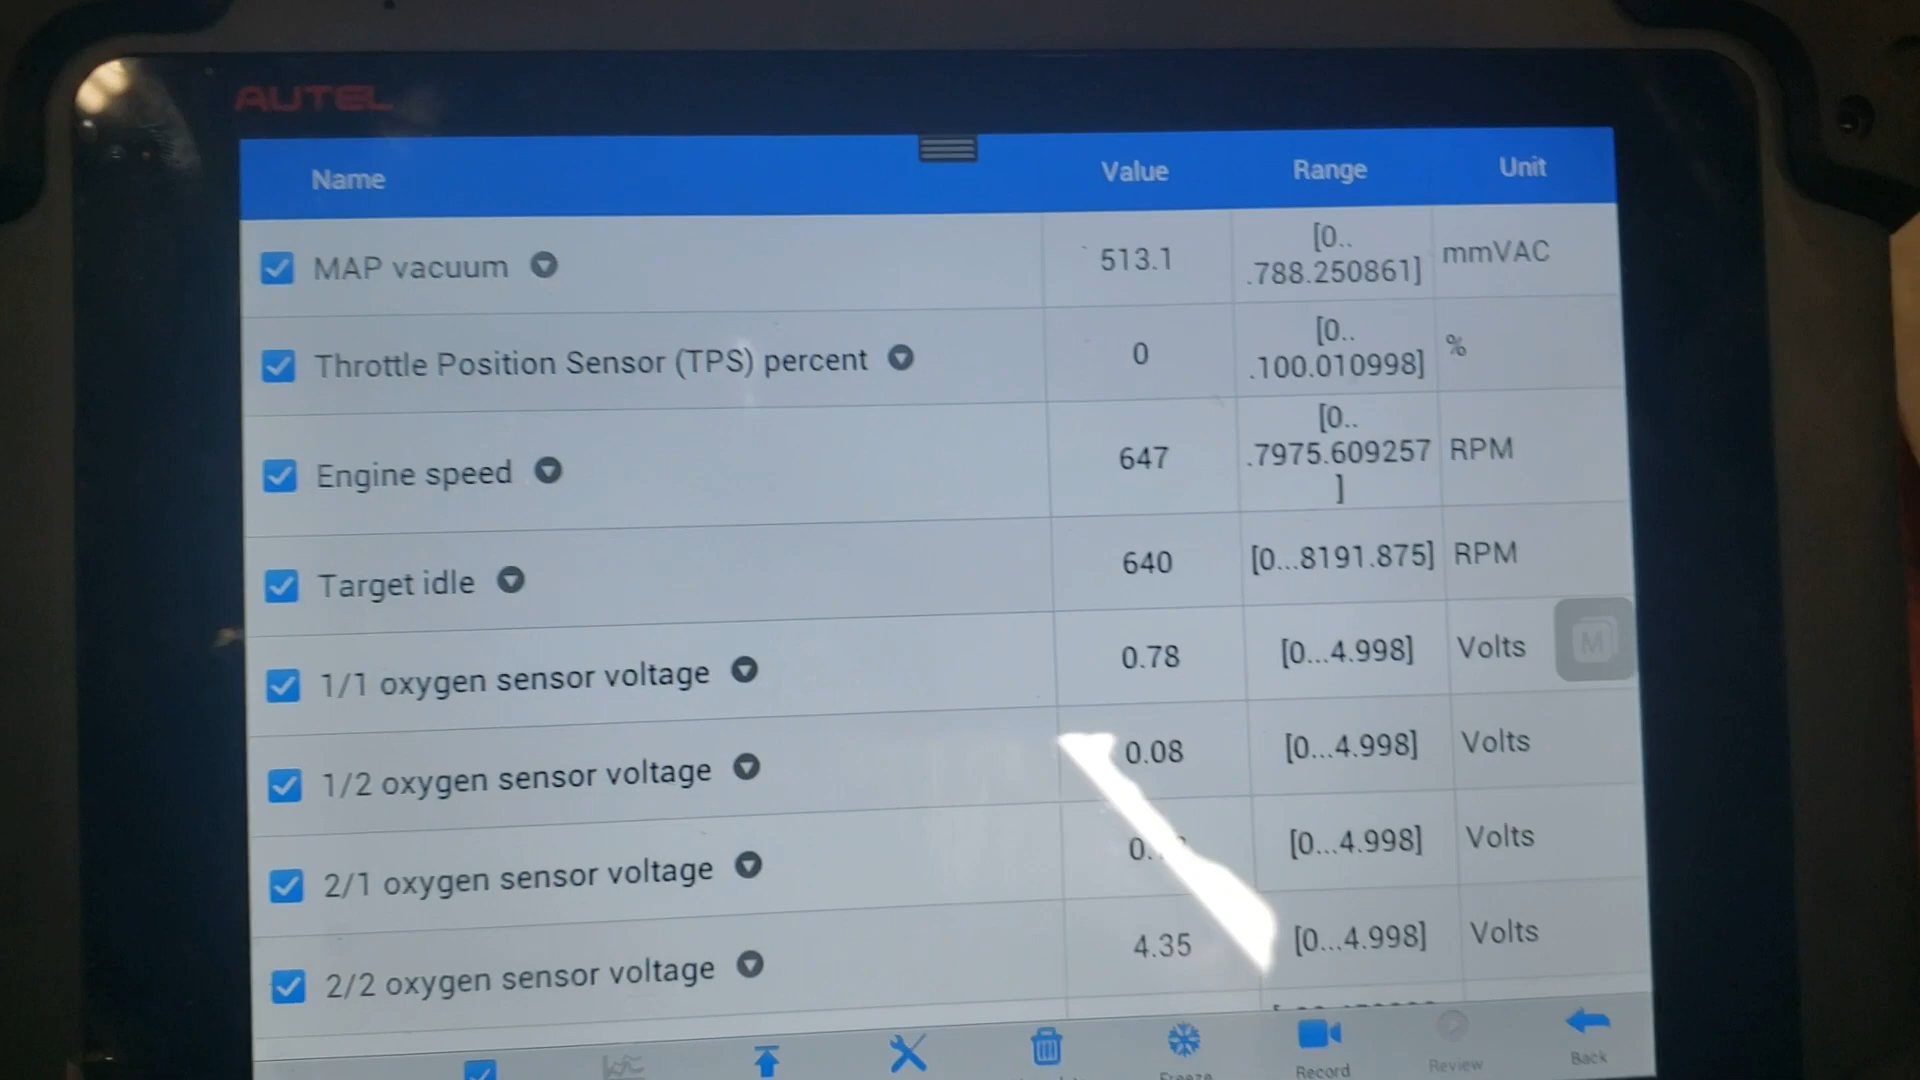 AUTEL
Name Value Range Unit
MAP vacuum 513.1 [0.. .788.250861] mmVAC
Throttle Position Sensor (TPS) percent 0 [0.. .100.010998] %
Engine speed 647 [0.. .7975.609257 ] RPM
Target idle 640 [0...8191.875] RPM
1/1 oxygen sensor voltage 0.78 [0...4.998] Volts
M
1/2 oxygen sensor voltage 0.08 [0...4.998] Volts
2/1 oxygen sensor voltage [0...4.998] Volts
2/2 oxygen sensor voltage 4.35 [0...4.998] Volts
Freeze Record Review Back